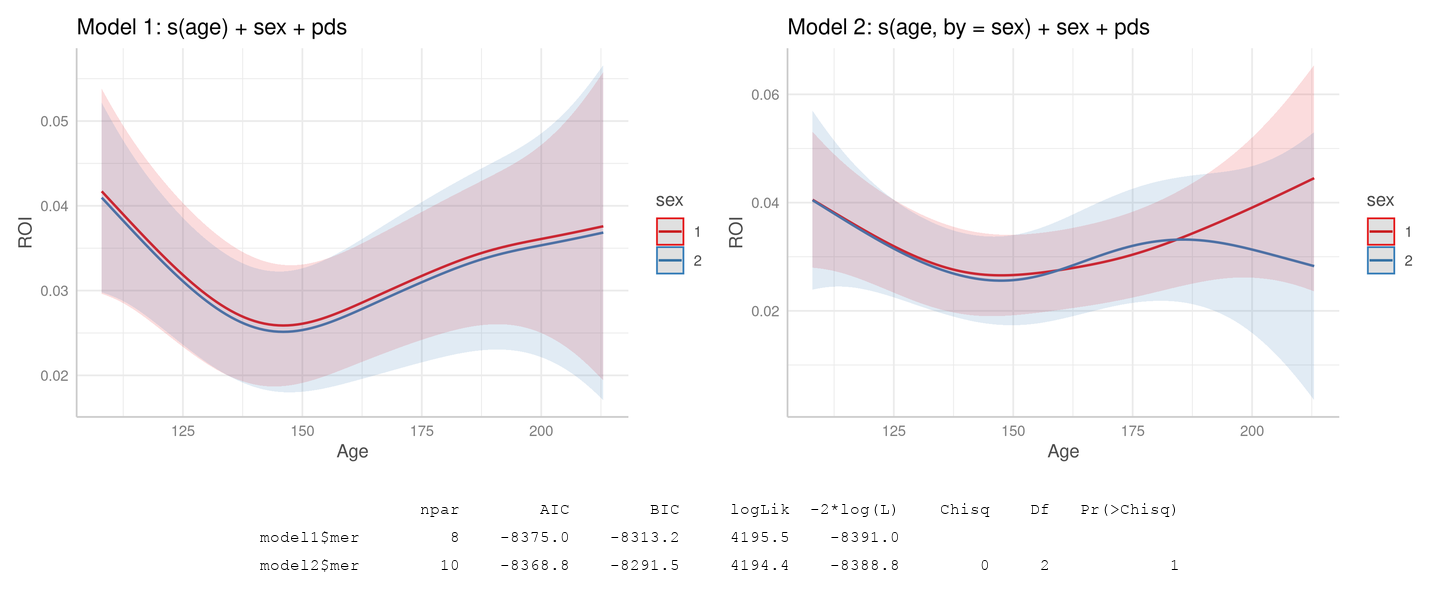 Model 1: s(age) + sex + pds
0.05
0.04
0.03
0.02
ROI
125 150 175 200
Age
sex
1
2
Model 2: s(age, by = sex) + sex + pds
0.06
0.04
0.02
ROI
125 150 175 200
Age
sex
1
2
npar AIC BIC logLik -2*log(L) Chisq Df Pr(>Chisq)
model1$mer 8 -8375.0 -8313.2 4195.5 -8391.0
model2$mer 10 -8368.8 -8291.5 4194.4 -8388.8 0 2 1